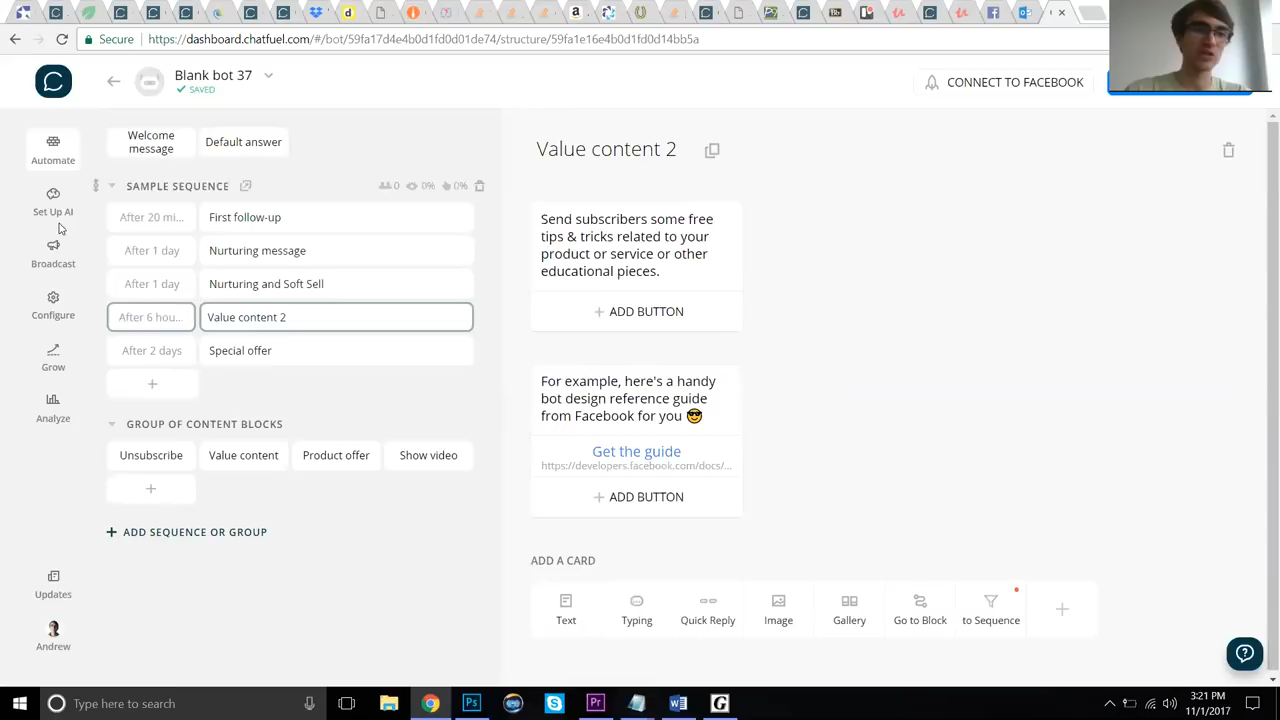 Secure
https://dashboard.chatfuel.com/#/bot/59fa17d4e4b0d1fd0d01de74/structure/59fa1e16e4b0d1fd0d14bb5a
Blank bot 37
SAVED
CONNECT TO FACEBOOK
Automate
Set Up AI
Broadcast
Configure
Grow
Analyze
Updates
Andrew
Welcome
message
Default answer
SAMPLE SEQUENCE
0
0%
0%
After 20 mi...
First follow-up
After 1 day
Nurturing message
After 1 day
Nurturing and Soft Sell
After 6 hou...
Value content 2
After 2 days
Special offer
+
GROUP OF CONTENT BLOCKS
Unsubscribe
Value content
Product offer
Show video
+
+ ADD SEQUENCE OR GROUP
Value content 2
Send subscribers some free
tips & tricks related to your
product or service or other
educational pieces.
+ ADD BUTTON
For example, here's a handy
bot design reference guide
from Facebook for you 😎
Get the guide
https://developers.facebook.com/docs/...
+ ADD BUTTON
ADD A CARD
Text
Typing
Quick Reply
Image
Gallery
Go to Block
to Sequence
+
Type here to search
3:21 PM
11/1/2017